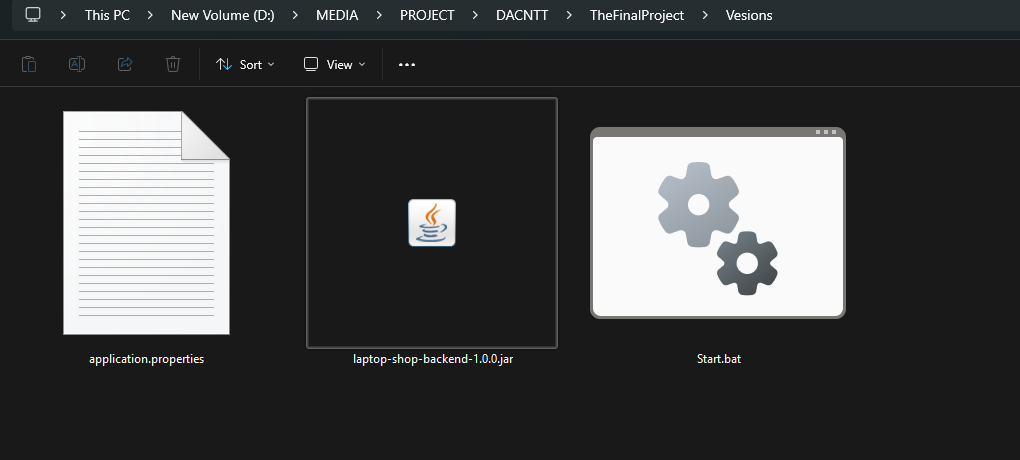 This PC > New Volume (D:) > MEDIA > PROJECT > DACNTT > TheFinalProject > Vesions
Sort View
application.properties laptop-shop-backend-1.0.0.jar Start.bat